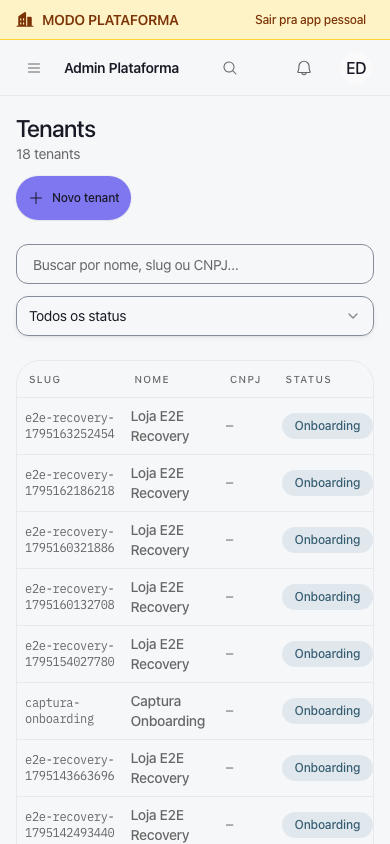 MODO PLATAFORMA Sair pra app pessoal
Admin Plataforma ED
Tenants
18 tenants
+ Novo tenant
Buscar por nome, slug ou CNPJ...
Todos os status
SLUG NOME CNPJ STATUS
e2e-recovery-1795163252454 Loja E2E Recovery — Onboarding
e2e-recovery-1795162186218 Loja E2E Recovery — Onboarding
e2e-recovery-1795160321886 Loja E2E Recovery — Onboarding
e2e-recovery-1795160132708 Loja E2E Recovery — Onboarding
e2e-recovery-1795154027780 Loja E2E Recovery — Onboarding
captura-onboarding Captura Onboarding — Onboarding
e2e-recovery-1795143663696 Loja E2E Recovery — Onboarding
e2e-recovery-1795142493440 Loja E2E Recovery — Onboarding